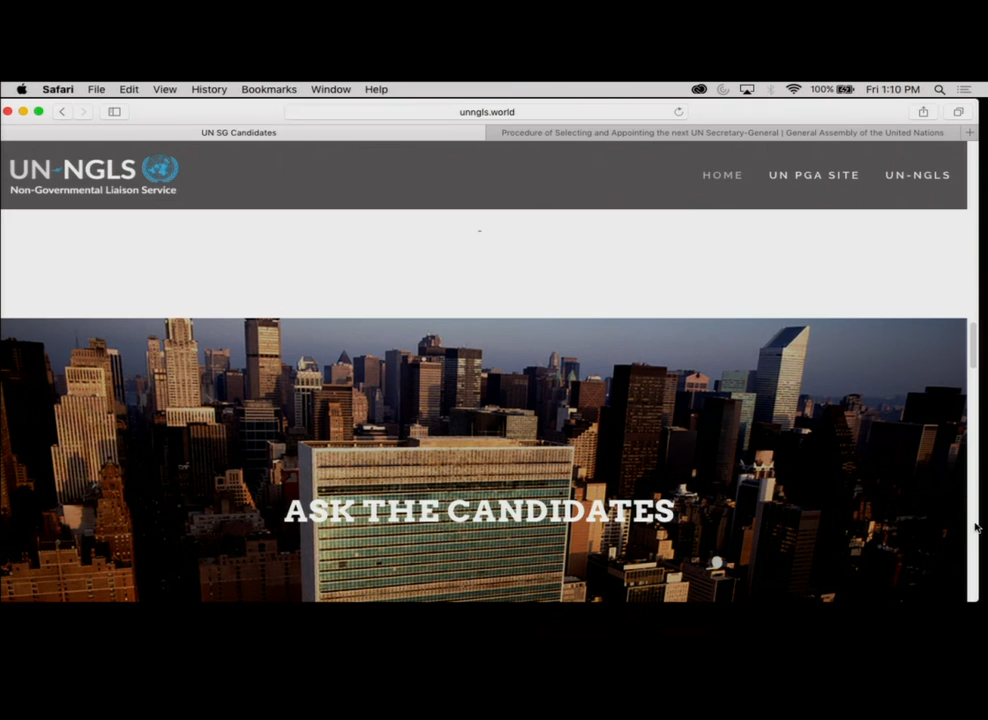 Safari File Edit View History Bookmarks Window Help 100% Fri 1:10 PM
unngls.world
UN SG Candidates Procedure of Selecting and Appointing the next UN Secretary-General | General Assembly of the United Nations
UN-NGLS
Non-Governmental Liaison Service
HOME UN PGA SITE UN-NGLS
-
ASK THE CANDIDATES